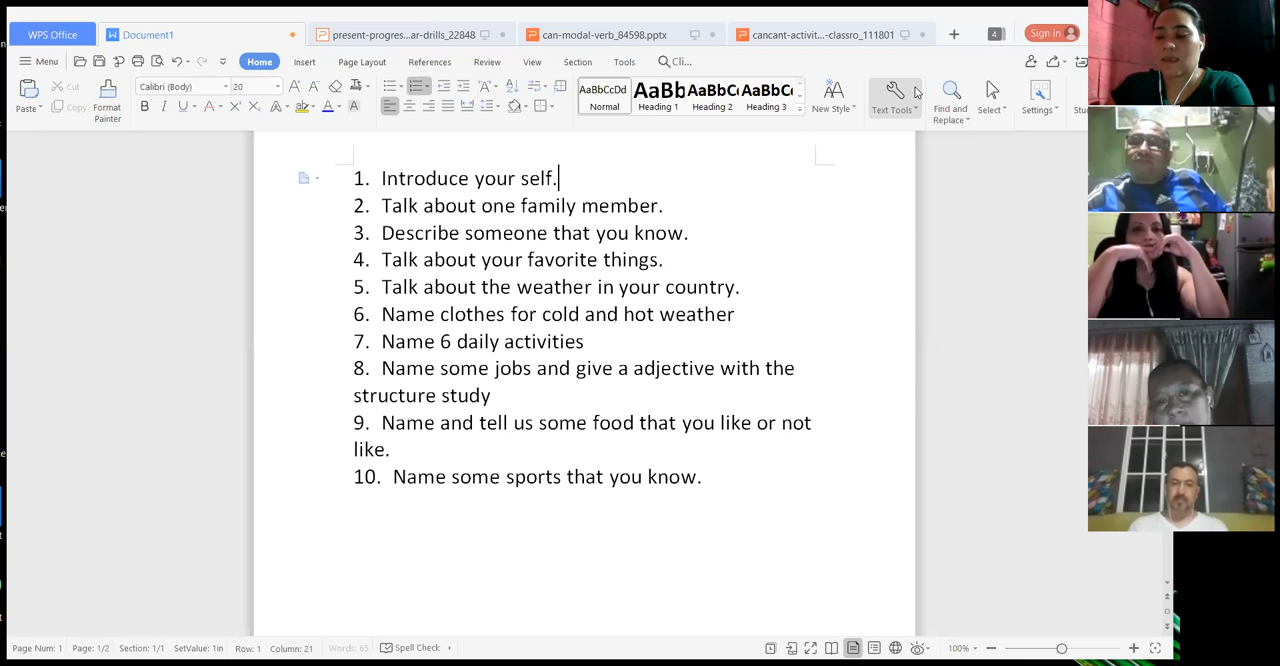 WPS Office
Document1
present-progres...ar-drills_22848
can-modal-verb_84598.pptx
cancant-activit...-classro_111801
4
Sign in
Menu
Home
Insert
Page Layout
References
Review
View
Section
Tools
Cli...
Paste
Cut
Copy
Format Painter
Calibri (Body)
20
AaBbCcDd
Normal
AaBb
Heading 1
AaBbC
Heading 2
AaBbC
Heading 3
New Style
Text Tools
Find and Replace
Select
Settings
1. Introduce your self.
2. Talk about one family member.
3. Describe someone that you know.
4. Talk about your favorite things.
5. Talk about the weather in your country.
6. Name clothes for cold and hot weather
7. Name 6 daily activities
8. Name some jobs and give a adjective with the
structure study
9. Name and tell us some food that you like or not
like.
10. Name some sports that you know.
Page Num: 1
Page: 1/2
Section: 1/1
SetValue: 1in
Row: 1
Column: 21
Words: 65
Spell Check
100%